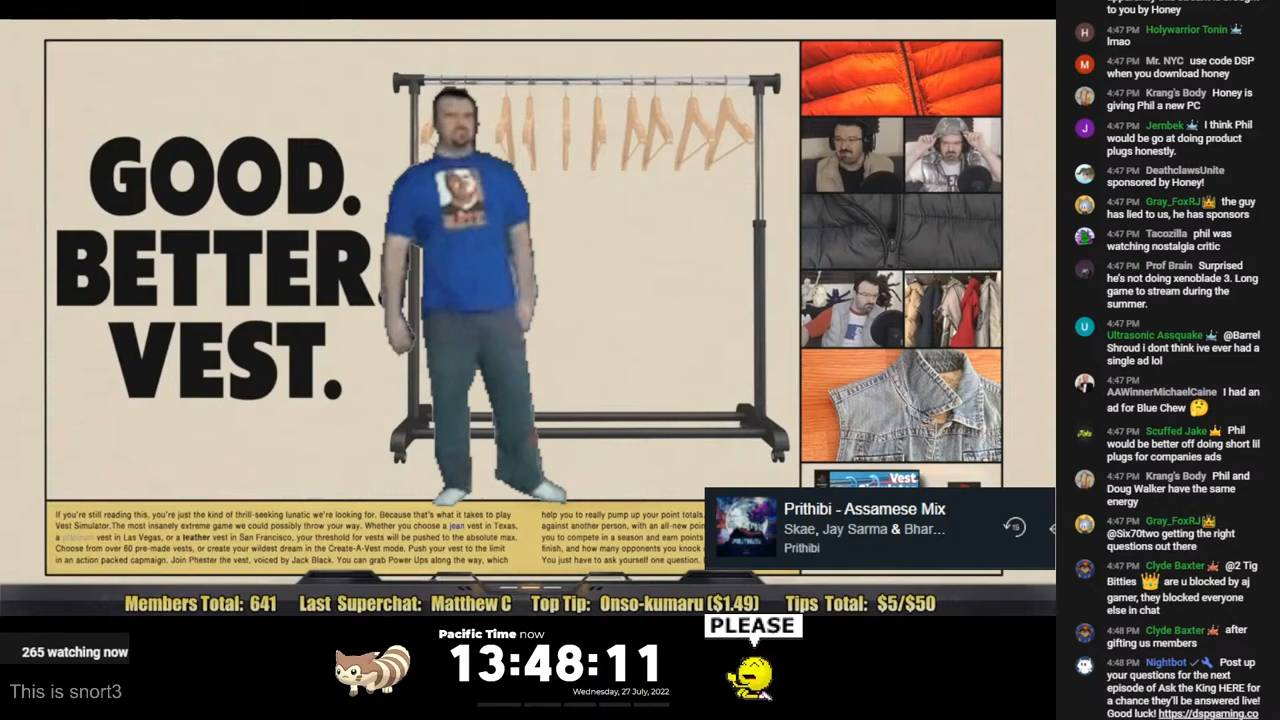 GOOD.
BETTER.
VEST.
If you're still reading this, you're just the kind of thrill-seeking lunatic we're looking for. Because that's what it takes to play
Vest Simulator.The most insanely extreme game we could possibly throw your way. Whether you choose a jean vest in Texas,
a platinum vest in Las Vegas, or a leather vest in San Francisco, your threshold for vests will be pushed to the absolute max.
Choose from over 60 pre-made vests, or create your wildest dream in the Create-A-Vest mode. Push your vest to the limit
in an action packed capmaign. Join Phester the vest, voiced by Jack Black. You can grab Power Ups along the way, which
help you to really pump up your point totals,
against another person, with an all-new poin
you to compete in a season and earn points
finish, and how many opponents you knock
You just have to ask yourself one question.
Vest
Prithibi - Assamese Mix
Skae, Jay Sarma & Bhar...
Prithibi
15
Members Total: 641 Last Superchat: Matthew C Top Tip: Onso-kumaru ($1.49) Tips Total: $5/$50
265 watching now
This is snort3
Pacific Time now
13:48:11
Wednesday, 27 July, 2022
PLEASE
to you by Honey
H
4:47 PM Holywarrior Tonin
lmao
M
4:47 PM Mr. NYC use code DSP
when you download honey
4:47 PM Krang's Body Honey is
giving Phil a new PC
J
4:47 PM Jernbek I think Phil
would be go at doing product
plugs honestly.
4:47 PM DeathclawsUnite
sponsored by Honey!
4:47 PM Gray_FoxRJ the guy
has lied to us, he has sponsors
4:47 PM Tacozilla phil was
watching nostalgia critic
4:47 PM Prof Brain Surprised
he's not doing xenoblade 3. Long
game to stream during the
summer.
U
4:47 PM
Ultrasonic Assquake @Barrel
Shroud i dont think ive ever had a
single ad lol
4:47 PM
AAWinnerMichaelCaine I had an
ad for Blue Chew
4:47 PM Scuffed Jake Phil
would be better off doing short lil
plugs for companies ads
4:47 PM Krang's Body Phil and
Doug Walker have the same
energy
4:47 PM Gray_FoxRJ
@Six70two getting the right
questions out there
4:47 PM Clyde Baxter @2 Tig
Bitties are u blocked by aj
gamer, they blocked everyone
else in chat
4:48 PM Clyde Baxter after
gifting us members
4:48 PM Nightbot Post up
your questions for the next
episode of Ask the King HERE for
a chance they'll be answered live!
Good luck! https://dspgaming.co